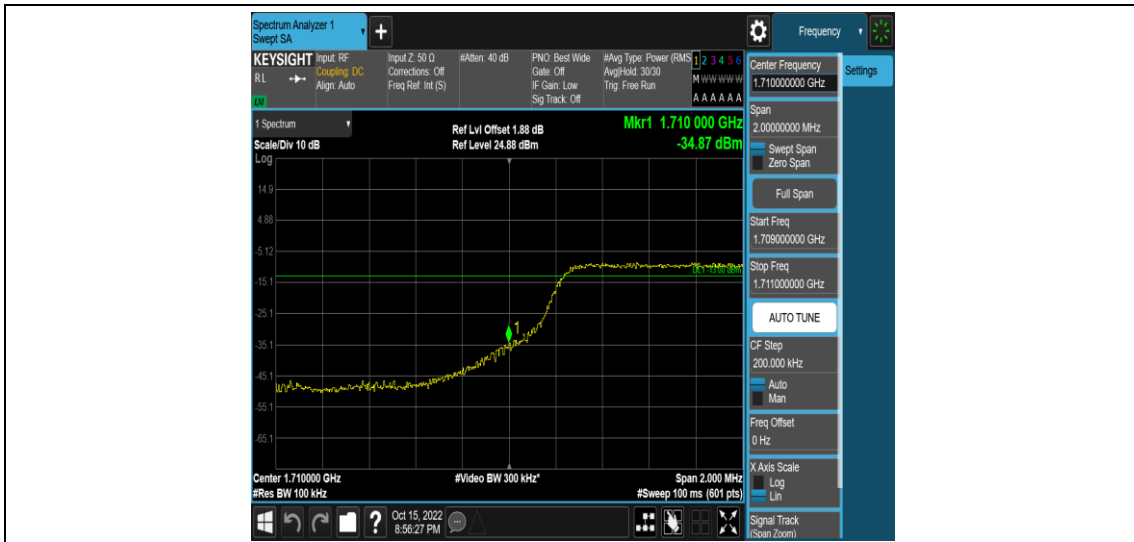 Spectrum Analyzer 1
Swept SA
+
Frequency
KEYSIGHT
RL
LXI
Input: RF
Coupling: DC
Align: Auto
Input Z: 50 Ω
Corrections: Off
Freq Ref: Int (S)
#Atten: 40 dB
PNO: Best Wide
Gate: Off
IF Gain: Low
Sig Track: Off
#Avg Type: Power (RMS
Avg|Hold: 30/30
Trig: Free Run
1 2 3 4 5 6
M W W W W W
A A A A A A
1 Spectrum
Scale/Div 10 dB
Ref Lvl Offset 1.88 dB
Ref Level 24.88 dBm
Mkr1 1.710 000 GHz
-34.87 dBm
Log
14.9
4.88
-5.12
-15.1
-25.1
-35.1
-45.1
-55.1
-65.1
DL1 -13.00 dBm
1
Center 1.710000 GHz
#Res BW 100 kHz
#Video BW 300 kHz*
Span 2.000 MHz
#Sweep 100 ms (601 pts)
?
Oct 15, 2022
8:56:27 PM
Center Frequency
1.710000000 GHz
Settings
Span
2.00000000 MHz
Swept Span
Zero Span
Full Span
Start Freq
1.709000000 GHz
Stop Freq
1.711000000 GHz
AUTO TUNE
CF Step
200.000 kHz
Auto
Man
Freq Offset
0 Hz
X Axis Scale
Log
Lin
Signal Track
(Span Zoom)